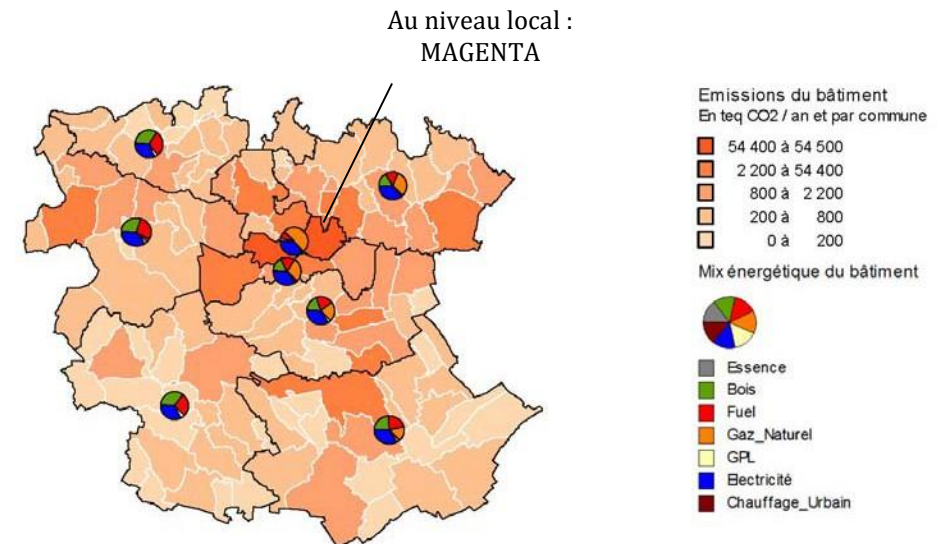 Au niveau local :
MAGENTA
Emissions du bâtiment
En teq CO2 / an et par commune
54 400 à 54 500
2 200 à 54 400
800 à 2 200
200 à 800
0 à 200
Mix énergétique du bâtiment
Essence
Bois
Fuel
Gaz_Naturel
GPL
Electricité
Chauffage_Urbain